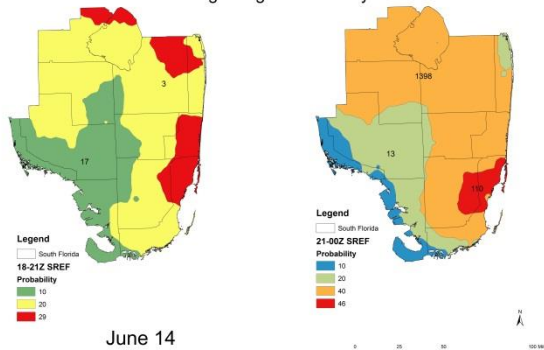 3
17
Legend
South Florida
18-21Z SREF
Probability
10
20
29
June 14
1398
13
110
Legend
South Florida
21-00Z SREF
Probability
10
20
40
46
N
0 25 50 100 Mi